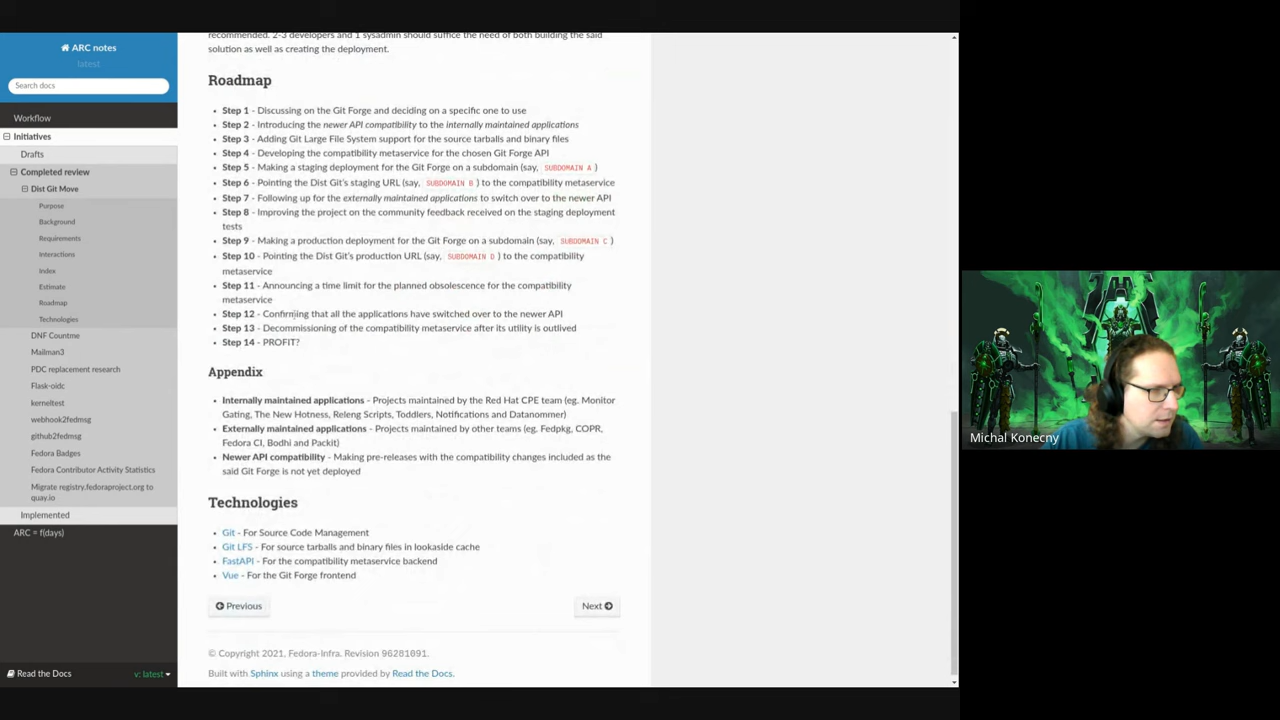 ARC notes
latest
Search docs
Workflow
Initiatives
Drafts
Completed review
Dist Git Move
Purpose
Background
Requirements
Interactions
Index
Estimate
Roadmap
Technologies
DNF Countme
Mailman3
PDC replacement research
Flask-oidc
kerneltest
webhook2fedmsg
github2fedmsg
Fedora Badges
Fedora Contributor Activity Statistics
Migrate registry.fedoraproject.org to
quay.io
Implemented
ARC = f(days)
Read the Docs
v: latest
recommended. 2-3 developers and 1 sysadmin should suffice the need of both building the said
solution as well as creating the deployment.
Roadmap
Step 1 - Discussing on the Git Forge and deciding on a specific one to use
Step 2 - Introducing the newer API compatibility to the internally maintained applications
Step 3 - Adding Git Large File System support for the source tarballs and binary files
Step 4 - Developing the compatibility metaservice for the chosen Git Forge API
Step 5 - Making a staging deployment for the Git Forge on a subdomain (say, SUBDOMAIN A )
Step 6 - Pointing the Dist Git's staging URL (say, SUBDOMAIN B ) to the compatibility metaservice
Step 7 - Following up for the externally maintained applications to switch over to the newer API
Step 8 - Improving the project on the community feedback received on the staging deployment
tests
Step 9 - Making a production deployment for the Git Forge on a subdomain (say, SUBDOMAIN C )
Step 10 - Pointing the Dist Git's production URL (say, SUBDOMAIN D ) to the compatibility
metaservice
Step 11 - Announcing a time limit for the planned obsolescence for the compatibility
metaservice
Step 12 - Confirming that all the applications have switched over to the newer API
Step 13 - Decommissioning of the compatibility metaservice after its utility is outlived
Step 14 - PROFIT?
Appendix
Internally maintained applications - Projects maintained by the Red Hat CPE team (eg. Monitor
Gating, The New Hotness, Releng Scripts, Toddlers, Notifications and Datanommer)
Externally maintained applications - Projects maintained by other teams (eg. Fedpkg, COPR,
Fedora CI, Bodhi and Packit)
Newer API compatibility - Making pre-releases with the compatibility changes included as the
said Git Forge is not yet deployed
Technologies
Git - For Source Code Management
Git LFS - For source tarballs and binary files in lookaside cache
FastAPI - For the compatibility metaservice backend
Vue - For the Git Forge frontend
Previous
Next
© Copyright 2021, Fedora-Infra. Revision 96281091.
Built with Sphinx using a theme provided by Read the Docs.
Michal Konecny